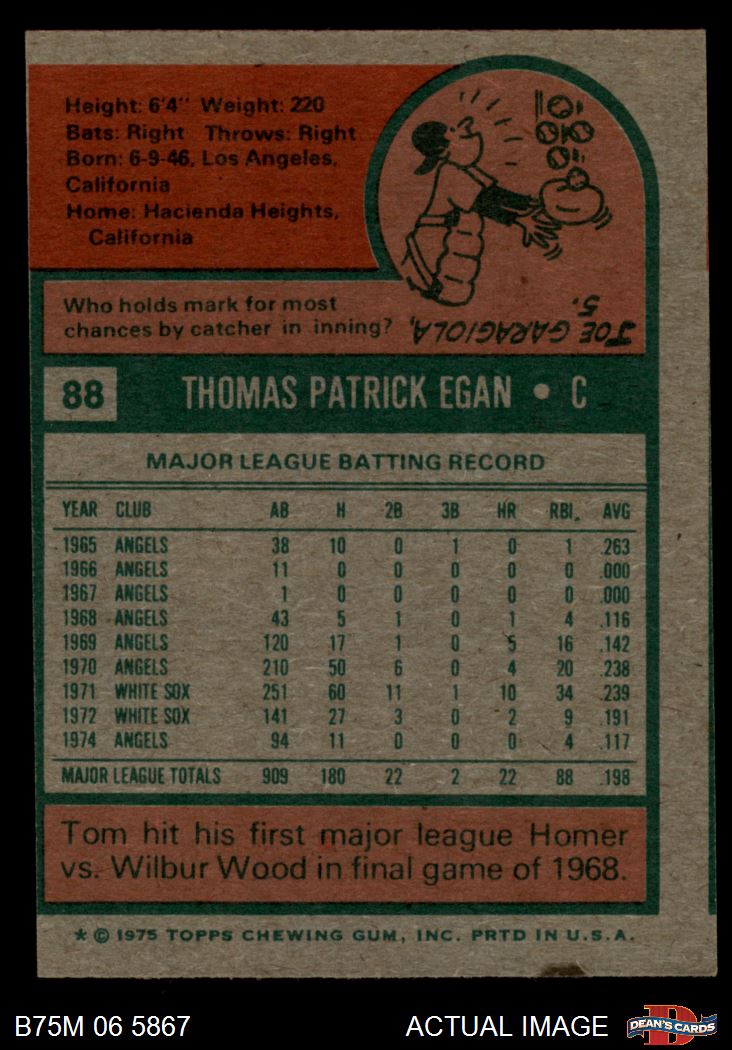 Height: 6'4" Weight: 220
Bats: Right Throws: Right
Born: 6-9-46, Los Angeles,
California
Home: Hacienda Heights,
California
Who holds mark for most
chances by catcher in inning?
JOE GARAGIOLA,
5.
88 THOMAS PATRICK EGAN • C
MAJOR LEAGUE BATTING RECORD
YEAR CLUB AB H 2B 3B HR RBI. AVG
1965 ANGELS 38 10 0 1 0 1 .263
1966 ANGELS 11 0 0 0 0 0 .000
1967 ANGELS 1 0 0 0 0 0 .000
1968 ANGELS 43 5 1 0 1 4 .116
1969 ANGELS 120 17 1 0 5 16 .142
1970 ANGELS 210 50 6 0 4 20 .238
1971 WHITE SOX 251 60 11 1 10 34 .239
1972 WHITE SOX 141 27 3 0 2 9 .191
1974 ANGELS 94 11 0 0 0 4 .117
MAJOR LEAGUE TOTALS 909 180 22 2 22 88 .198
Tom hit his first major league Homer
vs. Wilbur Wood in final game of 1968.
* © 1975 TOPPS CHEWING GUM, INC. PRTD IN U.S.A.
B75M 06 5867 ACTUAL IMAGE DEAN'S CARDS